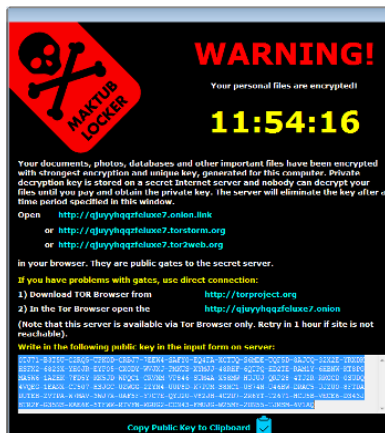 MAKTUB
LOCKER
WARNING!
Your personal files are encrypted!
11:54:16
Your documents, photos, databases and other important files have been encrypted
with strongest encryption and unique key, generated for this computer. Private
decryption key is stored on a secret Internet server and nobody can decrypt your
files until you pay and obtain the private key. The server will eliminate the key after a
time period specified in this window.
Open http://qjuyyhqqzfeluxe7.onion.link
or http://qjuyyhqqzfeluxe7.torstorm.org
or http://qjuyyhqqzfeluxe7.tor2web.org
in your browser. They are public gates to the secret server.
If you have problems with gates, use direct connection:
1) Download TOR Browser from http://torproject.org
2) In the Tor Browser open the http://qjuyyhqqzfeluxe7.onion
(Note that this server is available via Tor Browser only. Retry in 1 hour if site is not
reachable).
Write in the following public key in the input form on server:
Copy Public Key to Clipboard